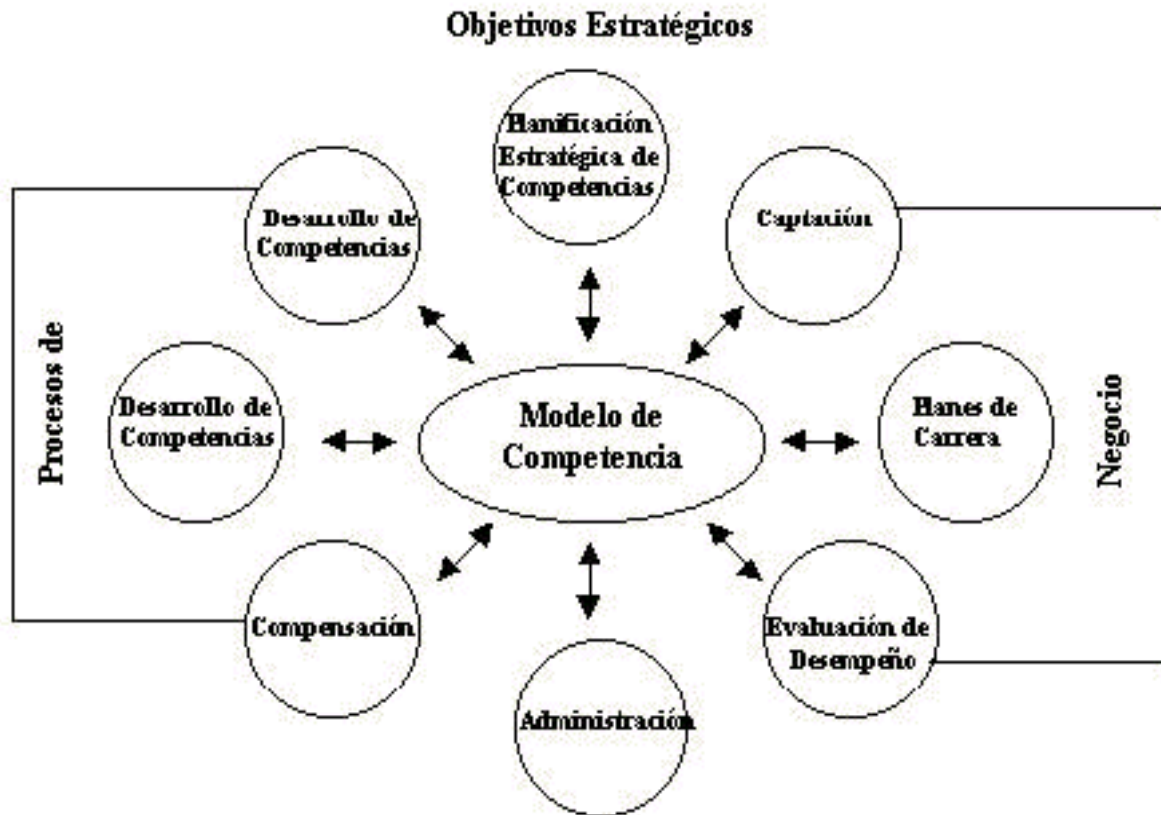 Objetivos Estratégicos
Planificación
Estratégica de
Competencias
Desarrollo de
Competencias
Captación
Procesos de
Desarrollo de
Competencias
Modelo de
Competencia
Planes de
Carrera
Negocio
Compensación
Evaluación de
Desempeño
Administración